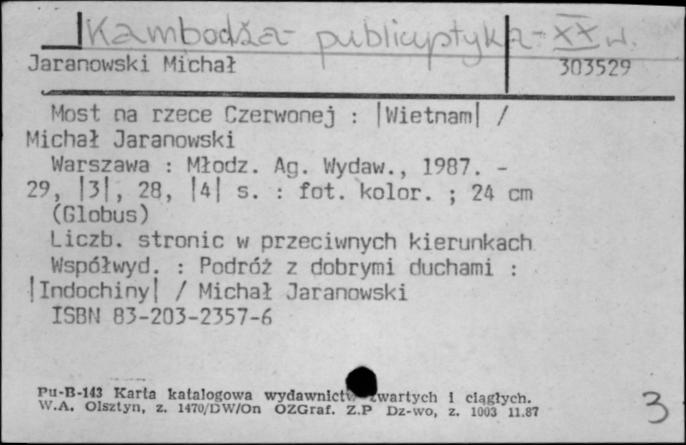 Kambodża - publicystyka - XX w.
Jaranowski Michał 303529
Most na rzece Czerwonej : |Wietnam| /
Michał Jaranowski
Warszawa : Młodz. Ag. Wydaw., 1987. -
29, |3|, 28, |4| s. : fot. kolor. ; 24 cm
(Globus)
Liczb. stronic w przeciwnych kierunkach
Współwyd. : Podróż z dobrymi duchami :
|Indochiny| / Michał Jaranowski
ISBN 83-203-2357-6
Pu-B-143 Karta katalogowa wydawnictw zwartych i ciągłych.
W.A. Olsztyn, z. 1470/DW/On OZGraf. Z.P Dz-wo, z. 1003 11.87
3